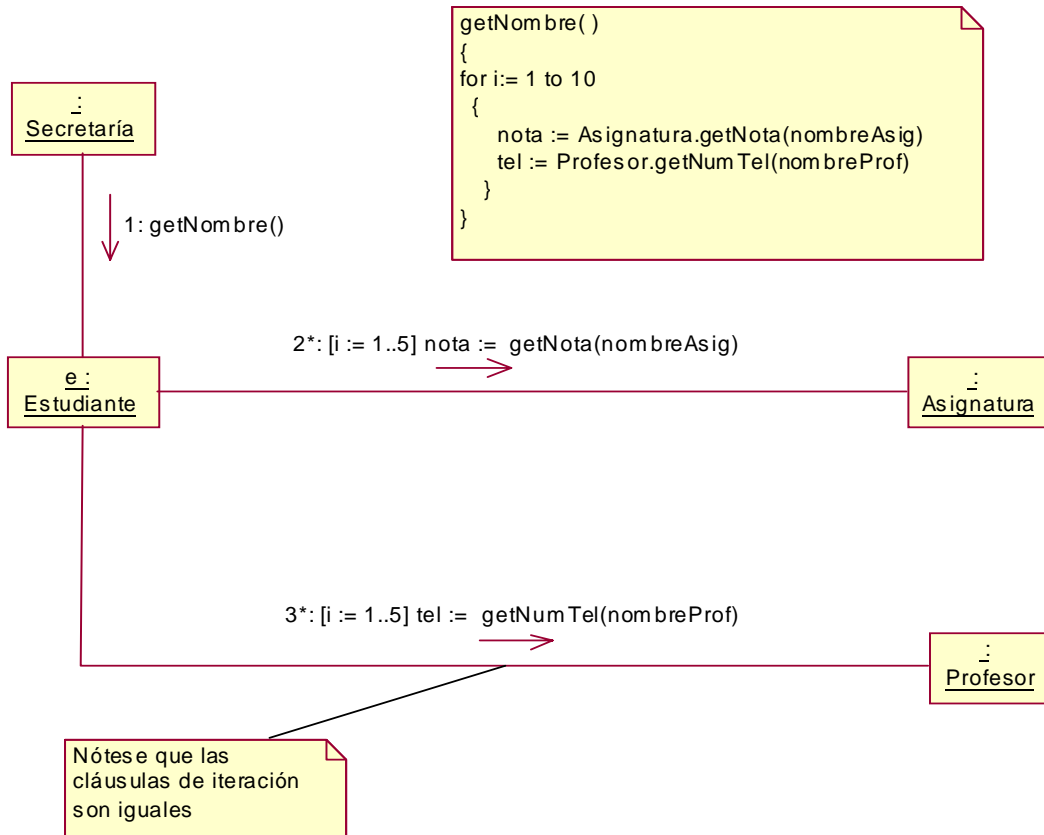 getNombre( )
{
for i:= 1 to 10
{
nota := Asignatura.getNota(nombreAsig)
tel := Profesor.getNumTel(nombreProf)
}
}
:
Secretaría
1: getNombre()
2*: [i := 1..5] nota := getNota(nombreAsig)
e :
Estudiante
:
Asignatura
3*: [i := 1..5] tel := getNumTel(nombreProf)
:
Profesor
Nótese que las
cláusulas de iteración
son iguales